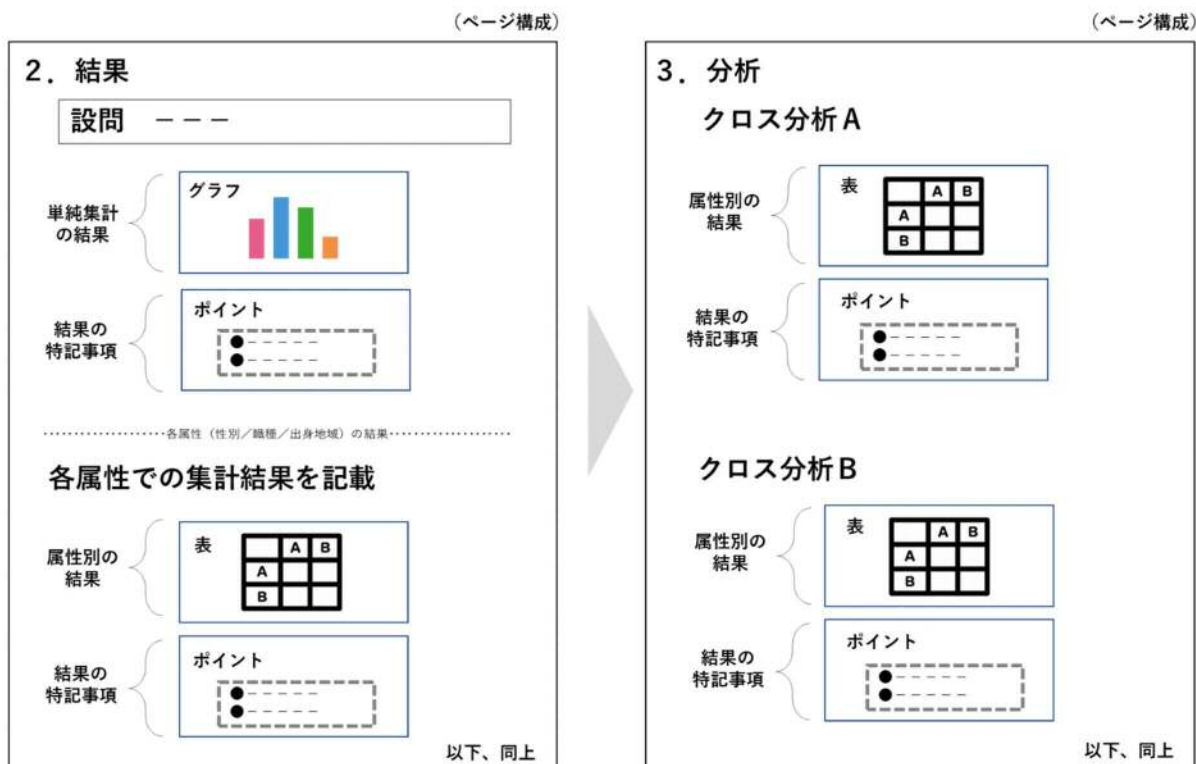 （ページ構成）
2．結果
設問　－－－
単純集計
の結果
グラフ
結果の
特記事項
ポイント
●－－－－－
●－－－－－
各属性（性別／職種／出身地域）の結果
各属性での集計結果を記載
属性別の
結果
表
A B
A
B
結果の
特記事項
ポイント
●－－－－－
●－－－－－
以下、同上
（ページ構成）
3．分析
クロス分析A
属性別の
結果
表
A B
A
B
結果の
特記事項
ポイント
●－－－－－
●－－－－－
クロス分析B
属性別の
結果
表
A B
A
B
結果の
特記事項
ポイント
●－－－－－
●－－－－－
以下、同上